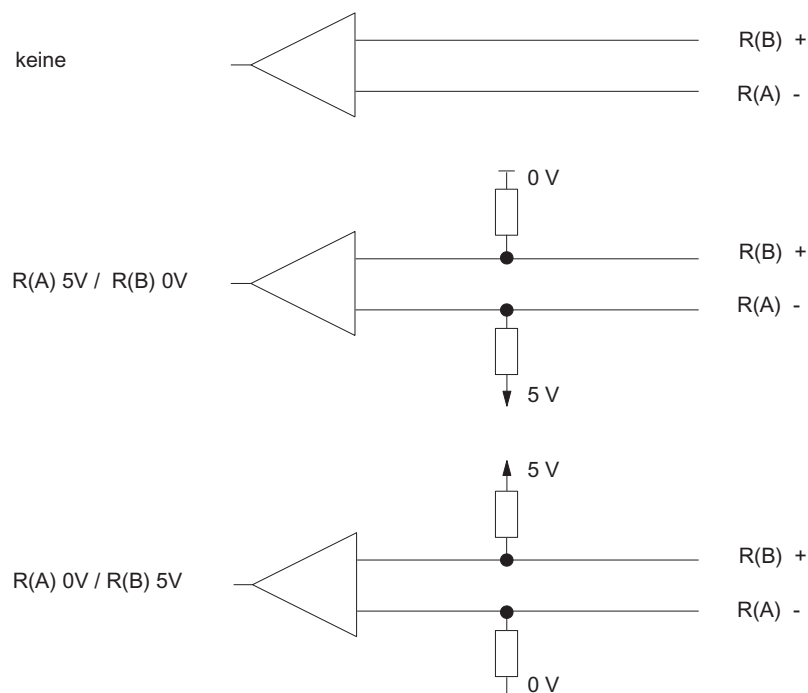 R(B) +
keine
R(A) -
0 V
R(B) +
R(A) 5V / R(B) 0V
R(A) -
5 V
5 V
R(B) +
R(A) 0V / R(B) 5V
R(A) -
0 V